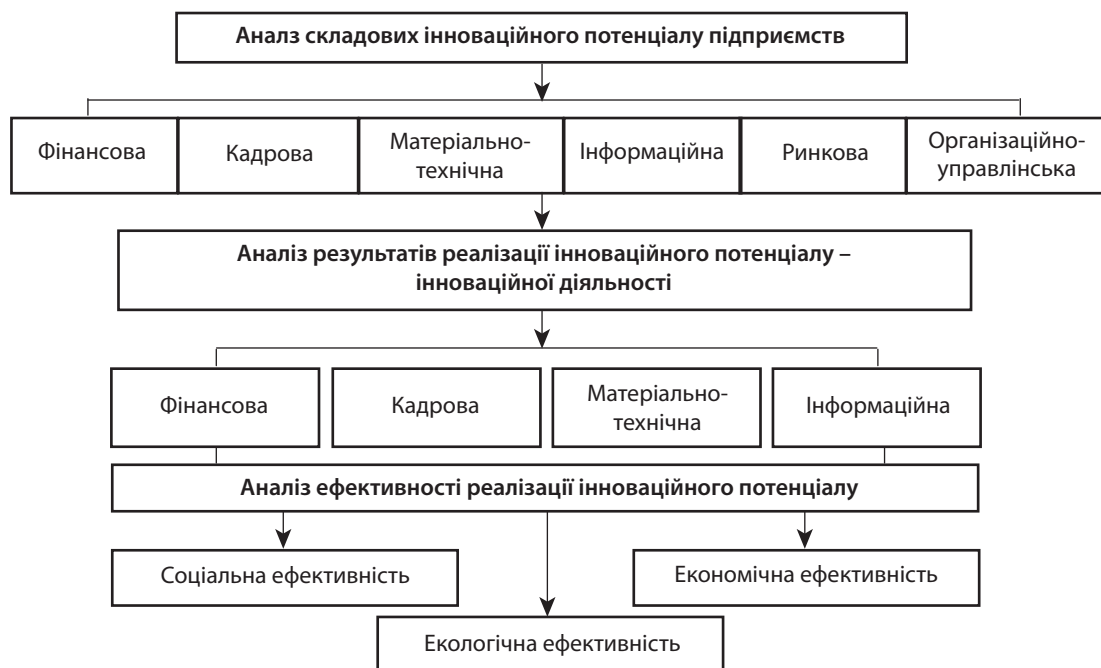 Аналз складових інноваційного потенціалу підприємств
Фінансова
Кадрова
Матеріально-
технічна
Інформаційна
Ринкова
Організаційно-
управлінська
Аналіз результатів реалізації інноваційного потенціалу –
інноваційної діяльності
Фінансова
Кадрова
Матеріально-
технічна
Інформаційна
Аналіз ефективності реалізації інноваційного потенціалу
Соціальна ефективність
Економічна ефективність
Екологічна ефективність